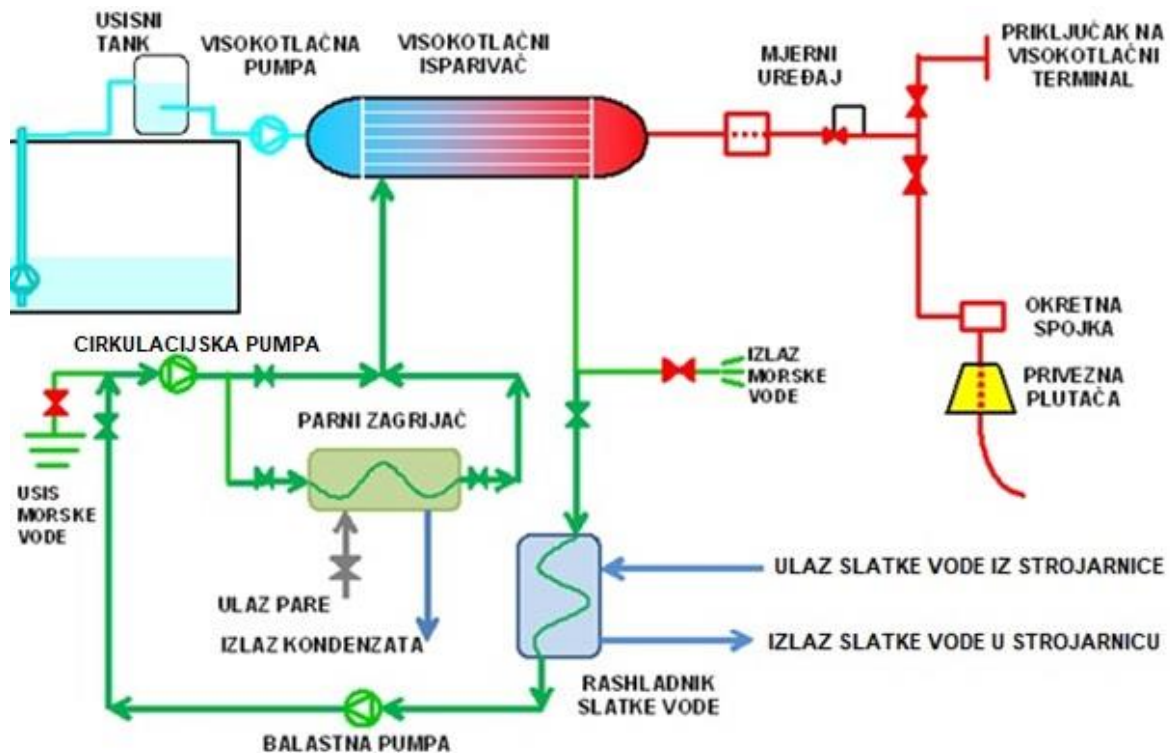 USISNI
TANK
VISOKOTLAČNA
PUMPA
VISOKOTLAČNI
ISPARIVAČ
MJERNI
UREĐAJ
PRIKLJUČAK NA
VISOKOTLAČNI
TERMINAL
CIRKULACIJSKA PUMPA
PARNI ZAGRIJAČ
IZLAZ
MORSKE
VODE
OKRETNA
SPOJKA
PRIVEZNA
PLUTAČA
USIS
MORSKE
VODE
ULAZ PARE
IZLAZ KONDENZATA
ULAZ SLATKE VODE IZ STROJARNICE
IZLAZ SLATKE VODE U STROJARNICU
RASHLADNIK
SLATKE VODE
BALASTNA PUMPA